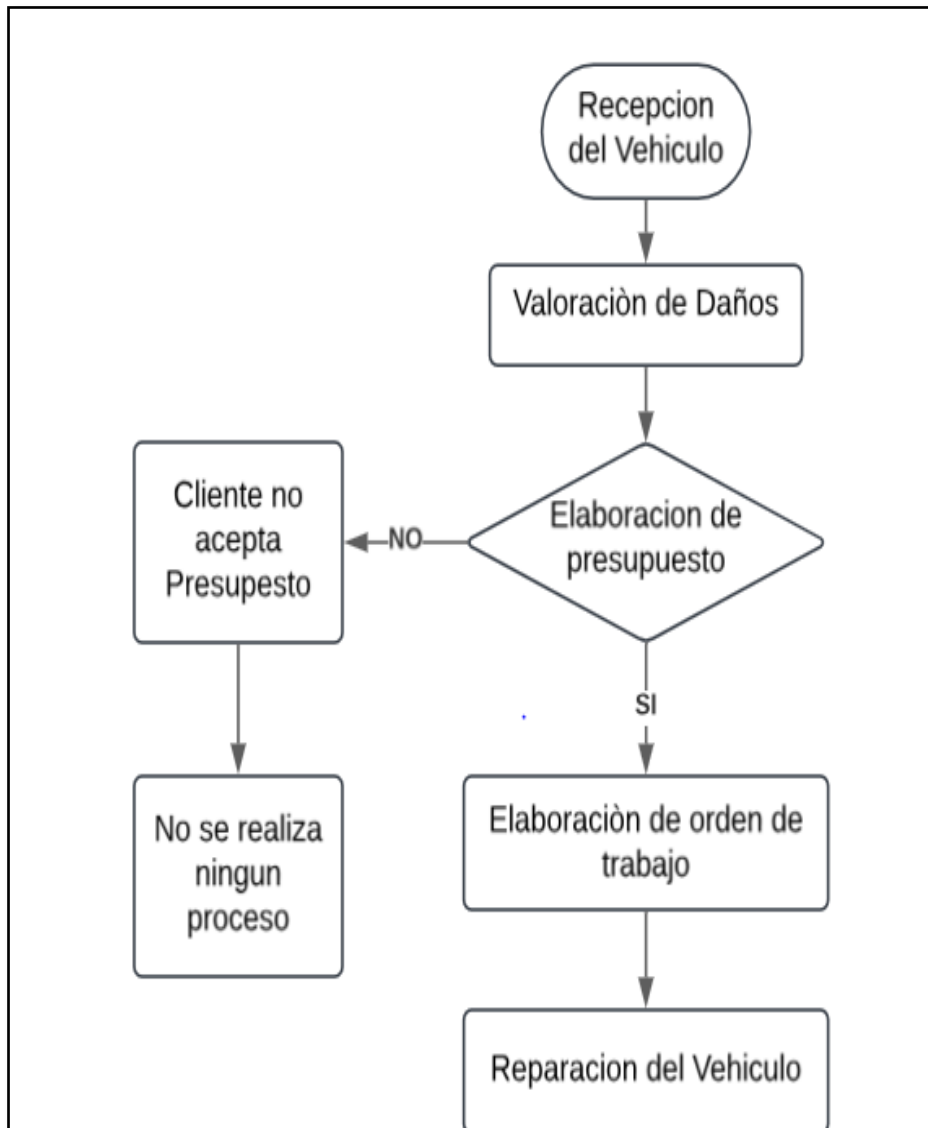 Recepcion
del Vehiculo
Valoraciòn de Daños
Elaboracion de
presupuesto
NO
Cliente no
acepta
Presupesto
SI
No se realiza
ningun
proceso
Elaboraciòn de orden de
trabajo
Reparacion del Vehiculo